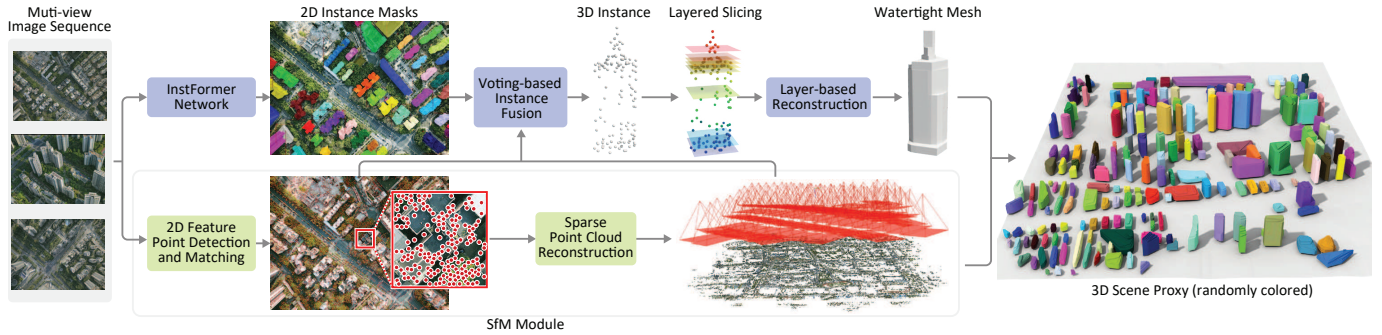 Muti-view
Image Sequence
2D Instance Masks
3D Instance
Layered Slicing
Watertight Mesh
InstFormer
Network
Voting-based
Instance
Fusion
Layer-based
Reconstruction
2D Feature
Point Detection
and Matching
Sparse
Point Cloud
Reconstruction
3D Scene Proxy (randomly colored)
SfM Module